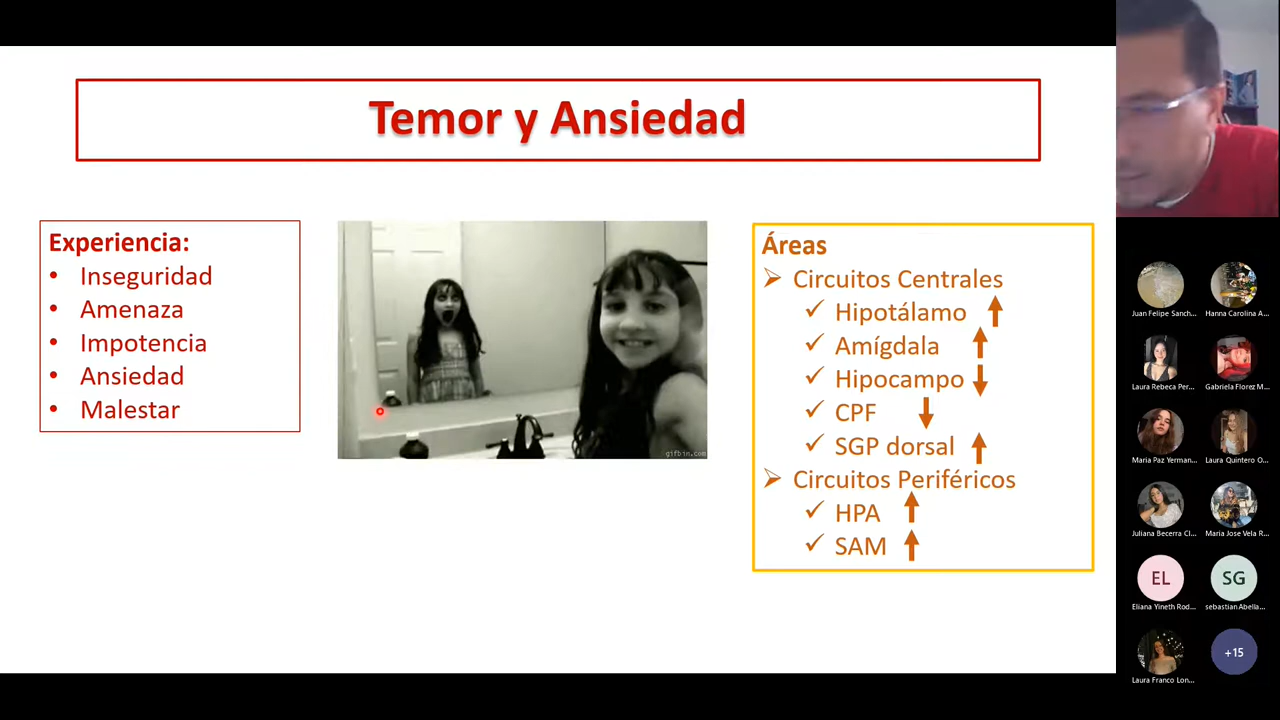 Temor y Ansiedad
Experiencia:
• Inseguridad
• Amenaza
• Impotencia
• Ansiedad
• Malestar
gifbin.com
Áreas
➢ Circuitos Centrales
✓ Hipotálamo ↑
✓ Amígdala ↑
✓ Hipocampo ↓
✓ CPF ↓
✓ SGP dorsal ↑
➢ Circuitos Periféricos
✓ HPA ↑
✓ SAM ↑
Juan Felipe Sanch...
Hanna Carolina A...
Laura Rebeca Per...
Gabriela Florez M...
María Paz Yerman...
Laura Quintero O...
Juliana Becerra Cl...
Maria Jose Vela R...
EL
SG
Eliana Yineth Rod...
sebastian Abella...
+15
Laura Franco Lon...